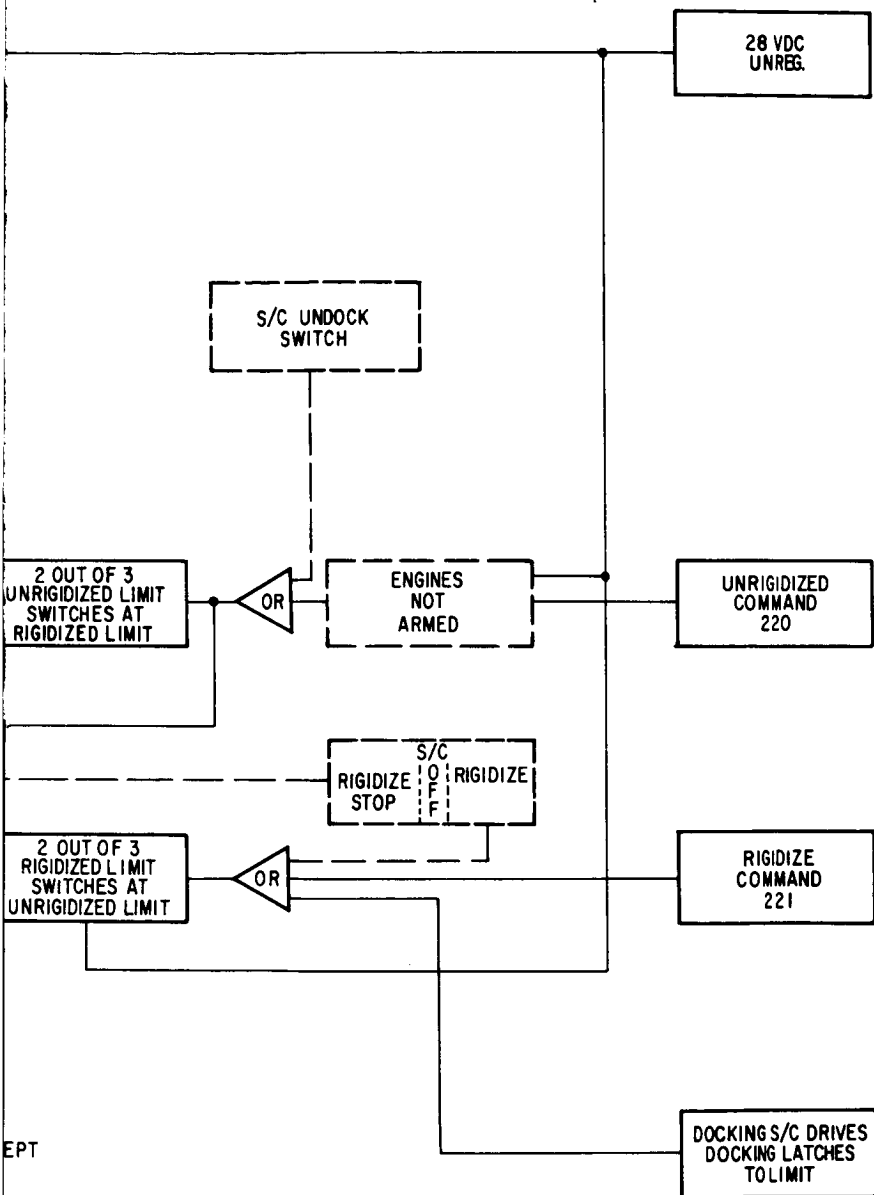 28 VDC
UNREG.
S/C UNDOCK
SWITCH
2 OUT OF 3
UNRIGIDIZED LIMIT
SWITCHES AT
RIGIDIZED LIMIT
OR
ENGINES
NOT
ARMED
UNRIGIDIZED
COMMAND
220
RIGIDIZE
STOP
S/C
OFF
RIGIDIZE
2 OUT OF 3
RIGIDIZED LIMIT
SWITCHES AT
UNRIGIDIZED LIMIT
OR
RIGIDIZE
COMMAND
221
EPT
DOCKING S/C DRIVES
DOCKING LATCHES
TO LIMIT